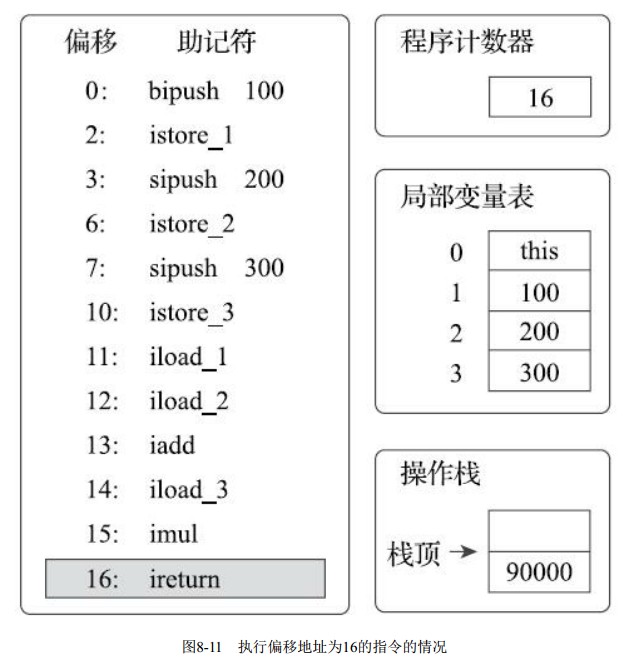 偏移 助记符
0: bipush 100
2: istore_1
3: sipush 200
6: istore_2
7: sipush 300
10: istore_3
11: iload_1
12: iload_2
13: iadd
14: iload_3
15: imul
16: ireturn
程序计数器
16
局部变量表
0 this
1 100
2 200
3 300
操作栈
栈顶
90000
图8-11 执行偏移地址为16的指令的情况